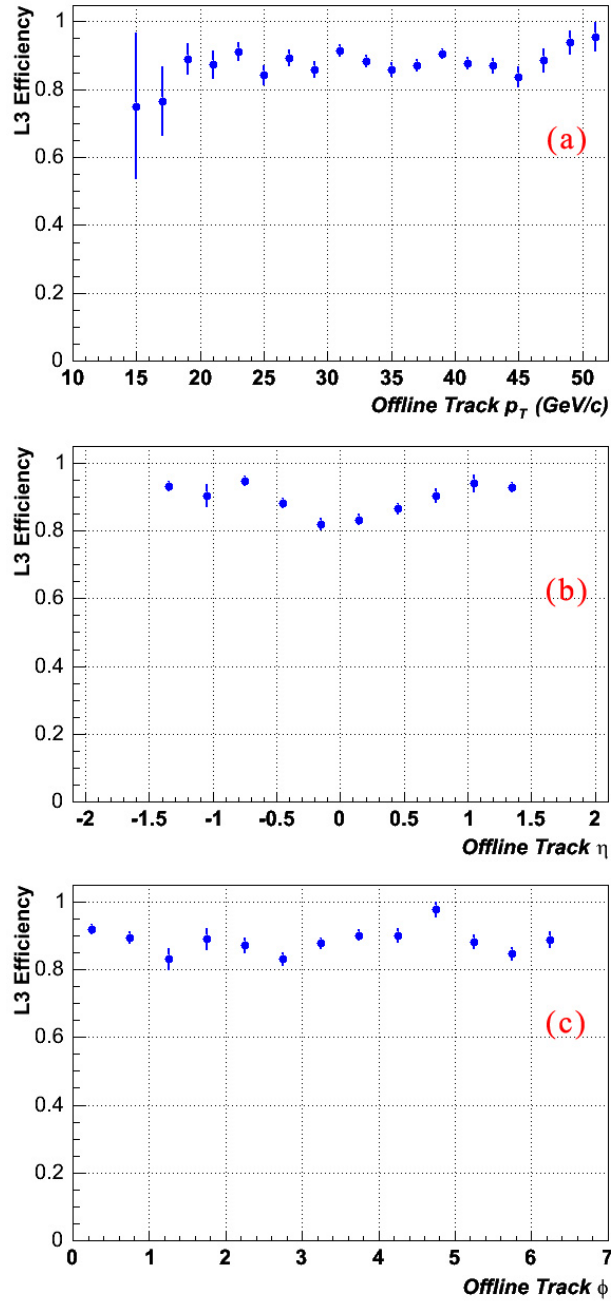 L3 Efficiency
1
0.8
0.6
0.4
0.2
0
(a)
10 15 20 25 30 35 40 45 50
Offline Track pT (GeV/c)
L3 Efficiency
1
0.8
0.6
0.4
0.2
0
(b)
-2 -1.5 -1 -0.5 0 0.5 1 1.5 2
Offline Track η
L3 Efficiency
1
0.8
0.6
0.4
0.2
0
(c)
0 1 2 3 4 5 6 7
Offline Track ϕ